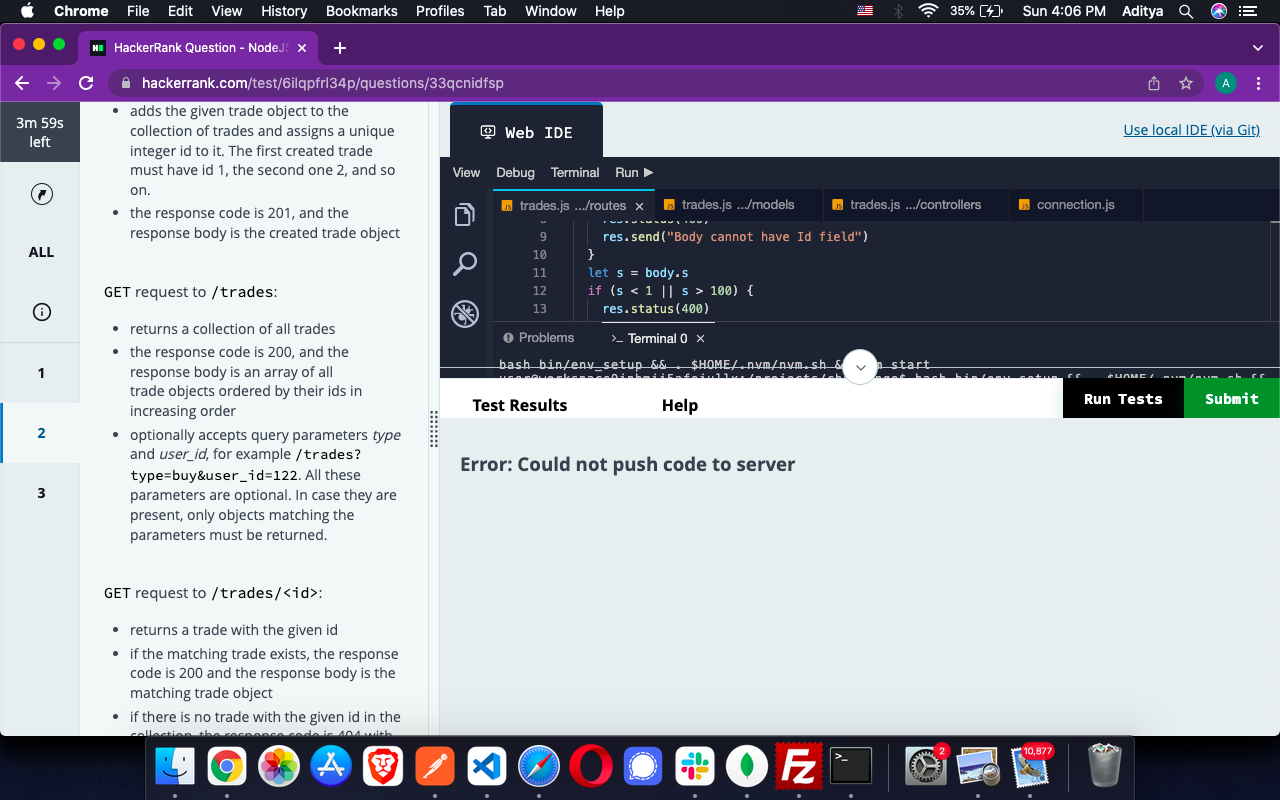 Chrome File Edit View History Bookmarks Profiles Tab Window Help 35% Sun 4:06 PM Aditya
HackerRank Question - NodeJS
hackerrank.com/test/6ilqpfrl34p/questions/33qcnidfsp
A
3m 59s
left
ALL
1
2
3
adds the given trade object to the
collection of trades and assigns a unique
integer id to it. The first created trade
must have id 1, the second one 2, and so
on.
the response code is 201, and the
response body is the created trade object
GET request to /trades:
returns a collection of all trades
the response code is 200, and the
response body is an array of all
trade objects ordered by their ids in
increasing order
optionally accepts query parameters type
and user_id, for example /trades?
type=buy&user_id=122. All these
parameters are optional. In case they are
present, only objects matching the
parameters must be returned.
GET request to /trades/<id>:
returns a trade with the given id
if the matching trade exists, the response
code is 200 and the response body is the
matching trade object
if there is no trade with the given id in the
collection, the response code is 404 with
Web IDE
Use local IDE (via Git)
View Debug Terminal Run
trades.js .../routes trades.js .../models trades.js .../controllers connection.js
8 res.status(400)
9 res.send("Body cannot have Id field")
10 }
11 let s = body.s
12 if (s < 1 || s > 100) {
13 res.status(400)
Problems >_ Terminal 0
bash bin/env_setup && . $HOME/.nvm/nvm.sh && start
Test Results Help Run Tests Submit
Error: Could not push code to server
2
10,877